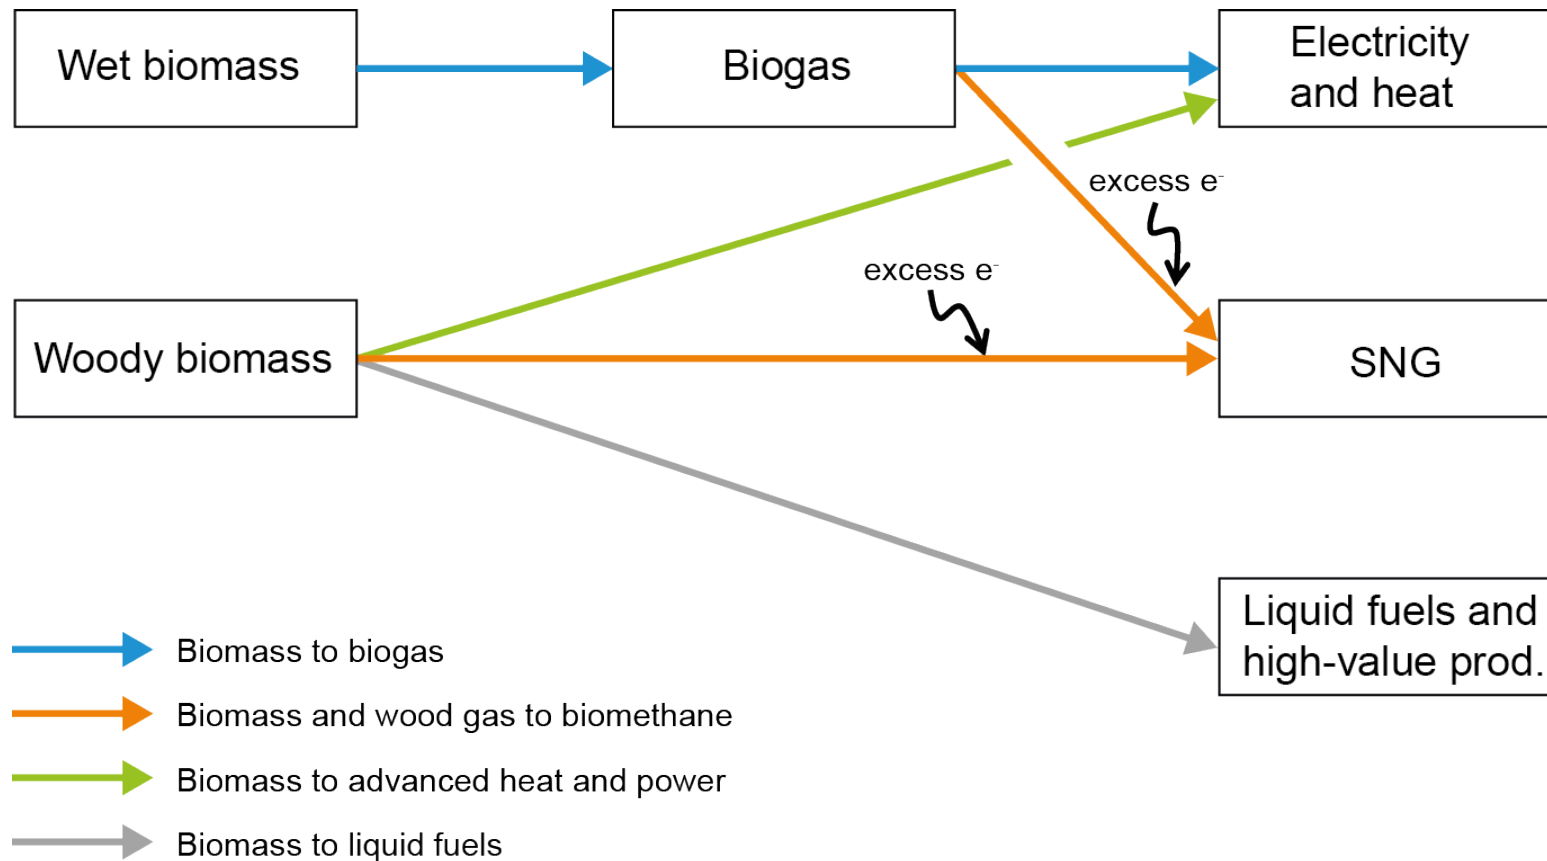 Wet biomass
Biogas
Electricity
and heat
excess e⁻
excess e⁻
Woody biomass
SNG
Liquid fuels and
high-value prod.
Biomass to biogas
Biomass and wood gas to biomethane
Biomass to advanced heat and power
Biomass to liquid fuels